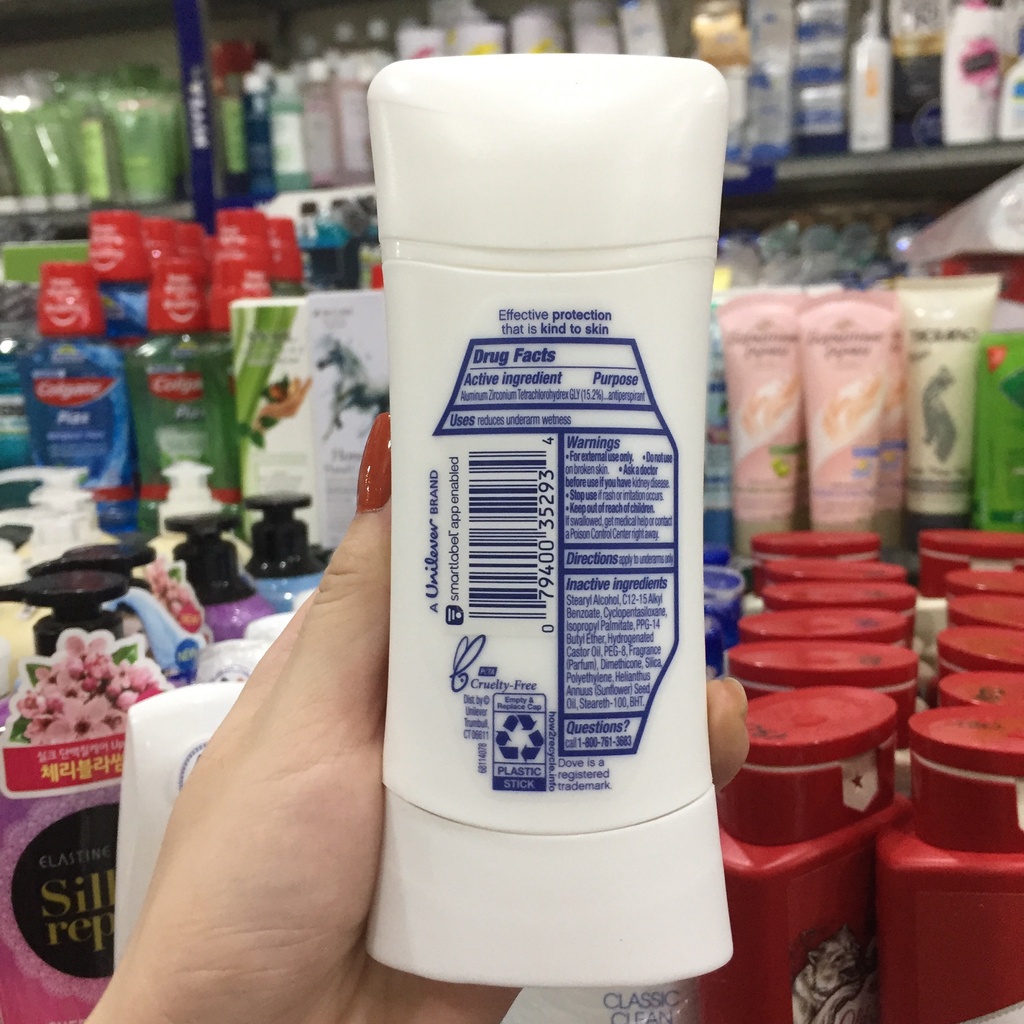 Effective protection
that is kind to skin
Drug Facts
Active ingredient Purpose
Aluminum Zirconium Tetrachlorohydrex GLY (15.2%)...antiperspirant
Uses reduces underarm wetness
Warnings
• For external use only. • Do not use
on broken skin. • Ask a doctor
before use if you have kidney disease.
• Stop use if rash or irritation occurs.
• Keep out of reach of children.
If swallowed, get medical help or contact
a Poison Control Center right away.
Directions apply to underarms only
Inactive ingredients
Stearyl Alcohol, C12-15 Alkyl
Benzoate, Cyclopentasiloxane,
Isopropyl Palmitate, PPG-14
Butyl Ether, Hydrogenated
Castor Oil, PEG-8, Fragrance
(Parfum), Dimethicone, Silica,
Polyethylene, Helianthus
Annuus (Sunflower) Seed
Oil, Steareth-100, BHT.
Questions?
call 1-800-761-3683
Dove is a
registered
trademark.
A Unilever BRAND
smartlabel app enabled
0 79400 35293 4
PETA
Cruelty-Free
Dist. by ©
Unilever
Trumbull,
CT 06611
68114078
Empty &
Replace Cap
PLASTIC
STICK
how2recycle.info
NIVEA
Colgate
Plax
Colgate
Plax
체리블라썸
ELASTINE
Silk
rep
CLASSIC
CLEAN